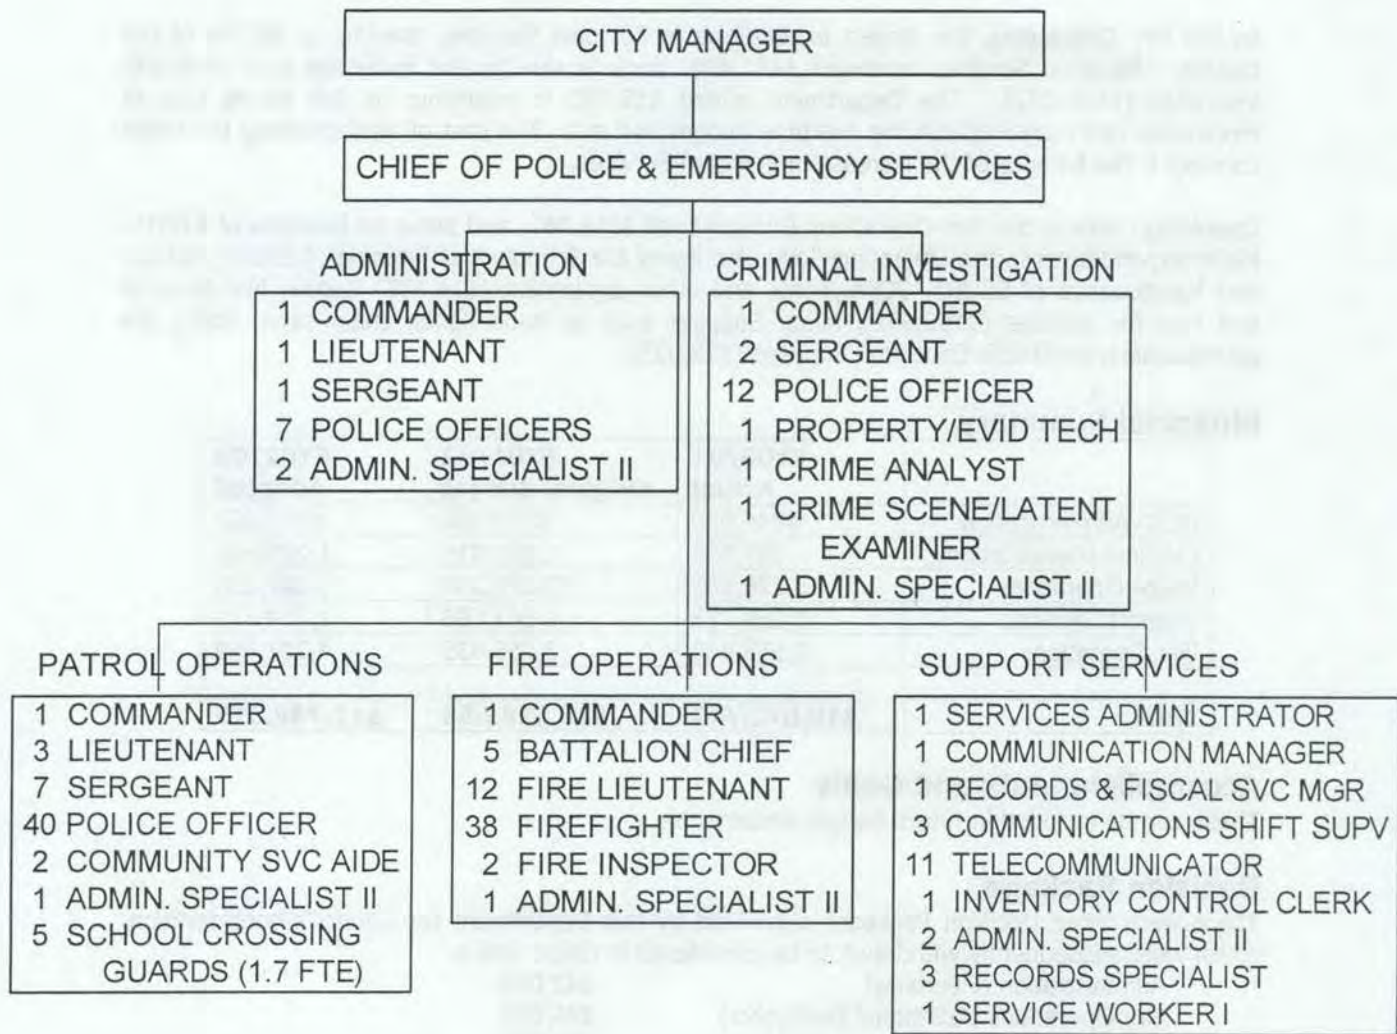 CITY MANAGER
CHIEF OF POLICE & EMERGENCY SERVICES
ADMINISTRATION
1 COMMANDER
1 LIEUTENANT
1 SERGEANT
7 POLICE OFFICERS
2 ADMIN. SPECIALIST II
CRIMINAL INVESTIGATION
1 COMMANDER
2 SERGEANT
12 POLICE OFFICER
1 PROPERTY/EVID TECH
1 CRIME ANALYST
1 CRIME SCENE/LATENT
EXAMINER
1 ADMIN. SPECIALIST II
PATROL OPERATIONS
1 COMMANDER
3 LIEUTENANT
7 SERGEANT
40 POLICE OFFICER
2 COMMUNITY SVC AIDE
1 ADMIN. SPECIALIST II
5 SCHOOL CROSSING
GUARDS (1.7 FTE)
FIRE OPERATIONS
1 COMMANDER
5 BATTALION CHIEF
12 FIRE LIEUTENANT
38 FIREFIGHTER
2 FIRE INSPECTOR
1 ADMIN. SPECIALIST II
SUPPORT SERVICES
1 SERVICES ADMINISTRATOR
1 COMMUNICATION MANAGER
1 RECORDS & FISCAL SVC MGR
3 COMMUNICATIONS SHIFT SUPV
11 TELECOMMUNICATOR
1 INVENTORY CONTROL CLERK
2 ADMIN. SPECIALIST II
3 RECORDS SPECIALIST
1 SERVICE WORKER I